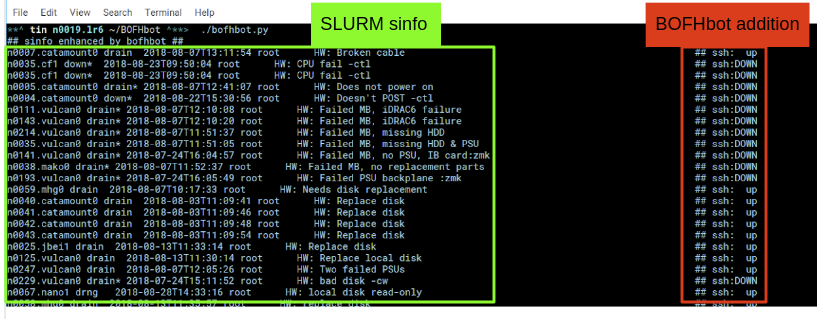 File Edit View Search Terminal Help
SLURM sinfo
BOFHbot addition
**^ tin n0019.lr6 ~/BOFHbot ^**> ./bofhbot.py
## sinfo enhanced by bofhbot ##
n0007.catamount0 drain 2018-08-07T13:11:54 root HW: Broken cable ## ssh: up
n0035.cf1 down* 2018-08-23T09:50:04 root HW: CPU fail -ctl ## ssh:DOWN
n0035.cf1 down* 2018-08-23T09:50:04 root HW: CPU fail -ctl ## ssh:DOWN
n0005.catamount0 drain* 2018-08-07T12:41:07 root HW: Does not power on ## ssh:DOWN
n0004.catamount0 down* 2018-08-22T15:30:56 root HW: Doesn't POST -ctl ## ssh:DOWN
n0111.vulcan0 drain* 2018-08-07T12:10:08 root HW: Failed MB, iDRAC6 failure ## ssh:DOWN
n0143.vulcan0 drain* 2018-08-07T12:10:20 root HW: Failed MB, iDRAC6 failure ## ssh:DOWN
n0214.vulcan0 drain* 2018-08-07T11:51:37 root HW: Failed MB, missing HDD ## ssh:DOWN
n0035.vulcan0 drain* 2018-08-07T11:51:05 root HW: Failed MB, missing HDD & PSU ## ssh:DOWN
n0141.vulcan0 drain* 2018-07-24T16:04:57 root HW: Failed MB, no PSU, IB card:zmk ## ssh:DOWN
n0038.mako0 drain* 2018-08-07T11:52:37 root HW: Failed MB, no replacement parts ## ssh:DOWN
n0193.vulcan0 drain* 2018-07-24T16:05:49 root HW: Failed PSU backplane :zmk ## ssh:DOWN
n0059.mhg0 drain 2018-08-07T10:17:33 root HW: Needs disk replacement ## ssh: up
n0040.catamount0 drain 2018-08-03T11:09:41 root HW: Replace disk ## ssh: up
n0041.catamount0 drain 2018-08-03T11:09:46 root HW: Replace disk ## ssh: up
n0042.catamount0 drain 2018-08-03T11:09:48 root HW: Replace disk ## ssh: up
n0043.catamount0 drain 2018-08-03T11:09:54 root HW: Replace disk ## ssh: up
n0025.jbei1 drain 2018-08-13T11:33:14 root HW: Replace disk ## ssh: up
n0125.vulcan0 drain 2018-08-13T11:30:14 root HW: Replace local disk ## ssh: up
n0247.vulcan0 drain 2018-08-07T12:05:26 root HW: Two failed PSUs ## ssh: up
n0229.vulcan0 drain* 2018-07-24T15:11:52 root HW: bad disk -cw ## ssh:DOWN
n0067.nano1 drng 2018-08-28T14:33:16 root HW: local disk read-only ## ssh: up
n0058.mhg0 drain 2018-08-13T11:35:57 root HW: replace disk ## ssh: up